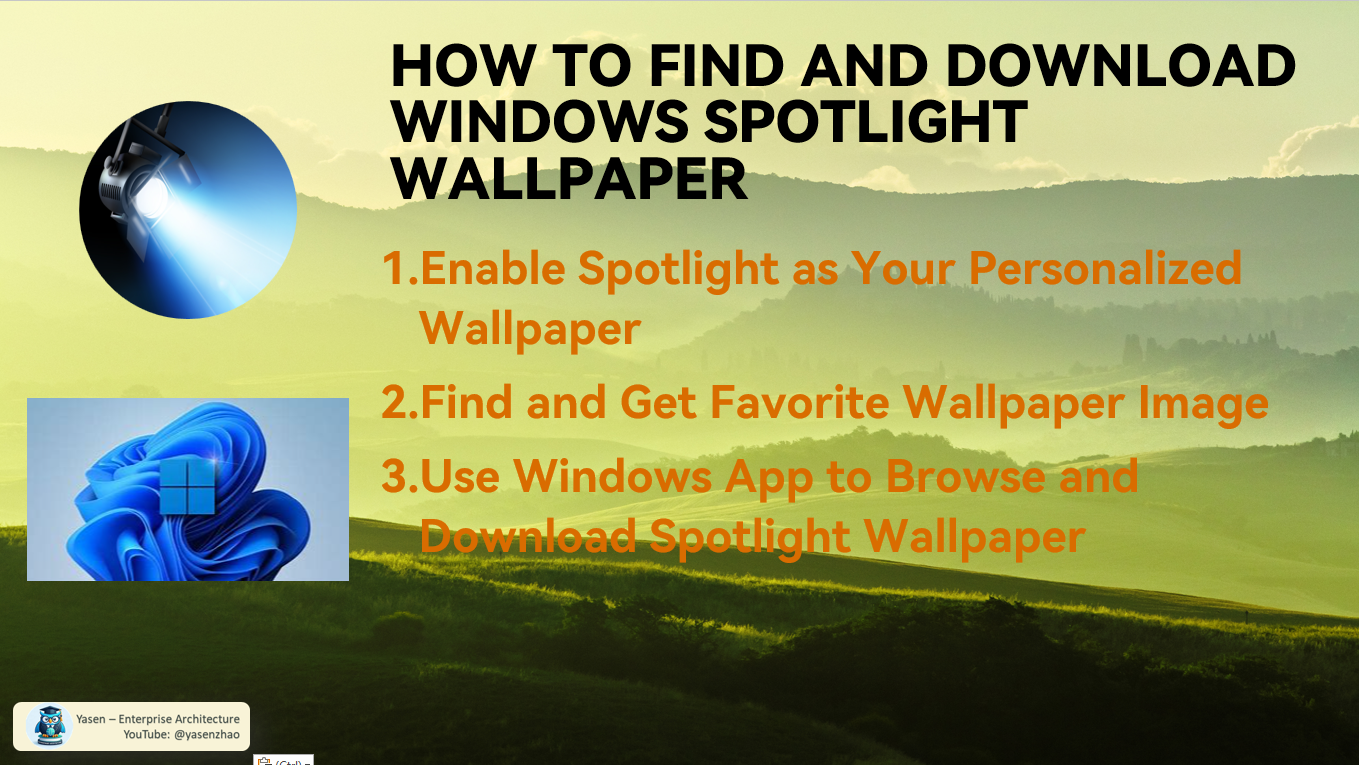 HOW TO FIND AND DOWNLOAD
WINDOWS SPOTLIGHT
WALLPAPER
1.Enable Spotlight as Your Personalized
Wallpaper
2.Find and Get Favorite Wallpaper Image
3.Use Windows App to Browse and
Download Spotlight Wallpaper
Yasen – Enterprise Architecture
YouTube: @yasenzhao
(Ctrl)